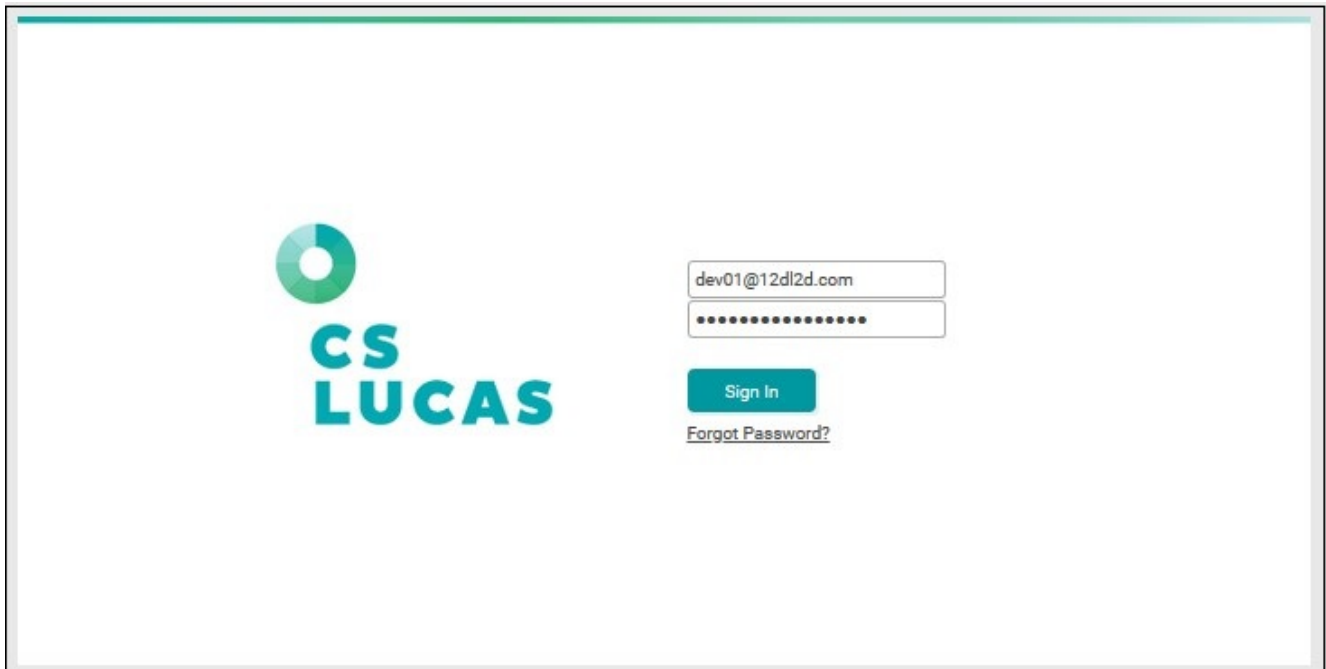 CS
LUCAS
dev01@12dl2d.com
••••••••••••••••
Sign In
Forgot Password?